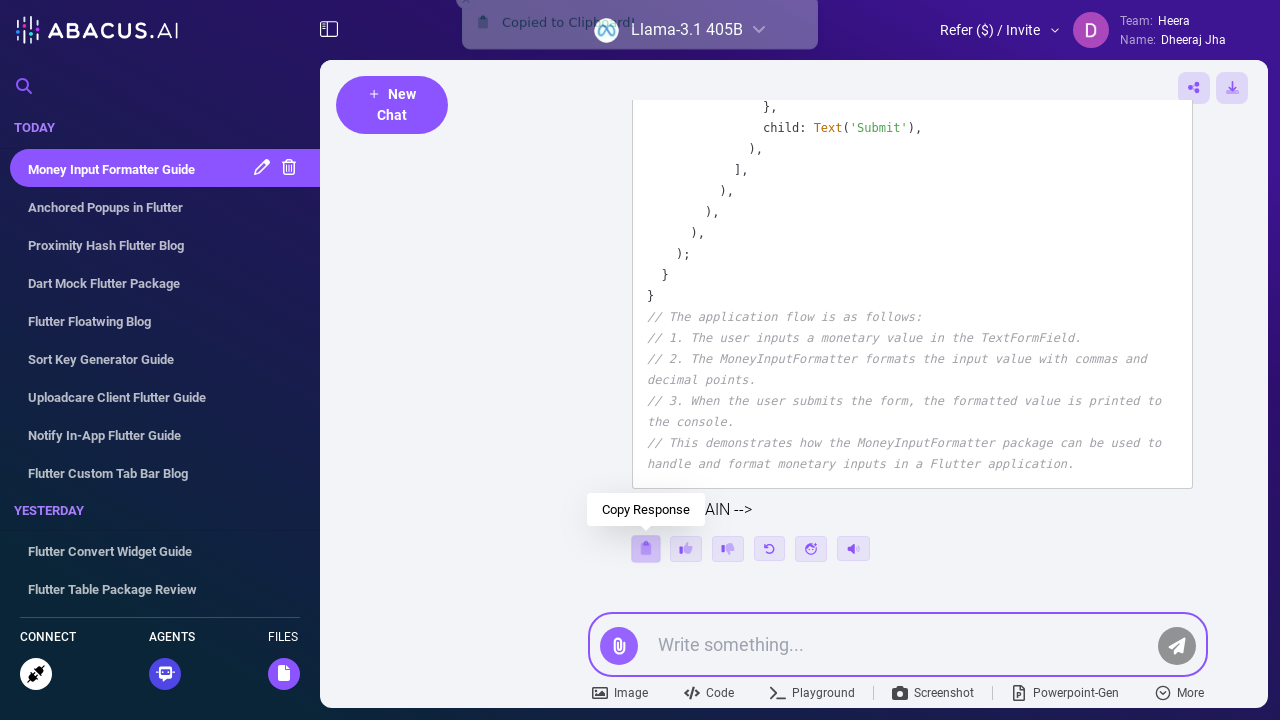 ABACUS.AI
Copied to Clipboard!
Llama-3.1 405B
Refer ($) / Invite
D
Team: Heera
Name: Dheeraj Jha
TODAY
Money Input Formatter Guide
Anchored Popups in Flutter
Proximity Hash Flutter Blog
Dart Mock Flutter Package
Flutter Floatwing Blog
Sort Key Generator Guide
Uploadcare Client Flutter Guide
Notify In-App Flutter Guide
Flutter Custom Tab Bar Blog
YESTERDAY
Flutter Convert Widget Guide
Flutter Table Package Review
CONNECT
AGENTS
FILES
+ New
Chat
},
child: Text('Submit'),
),
],
),
),
),
);
}
}
// The application flow is as follows:
// 1. The user inputs a monetary value in the TextFormField.
// 2. The MoneyInputFormatter formats the input value with commas and
decimal points.
// 3. When the user submits the form, the formatted value is printed to
the console.
// This demonstrates how the MoneyInputFormatter package can be used to
handle and format monetary inputs in a Flutter application.
Copy Response
AIN -->
Write something...
Image
Code
Playground
Screenshot
Powerpoint-Gen
More